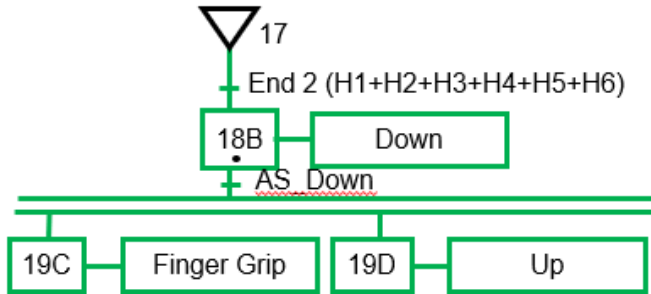 17
End 2 (H1+H2+H3+H4+H5+H6)
18B Down
AS_Down
19C Finger Grip 19D Up